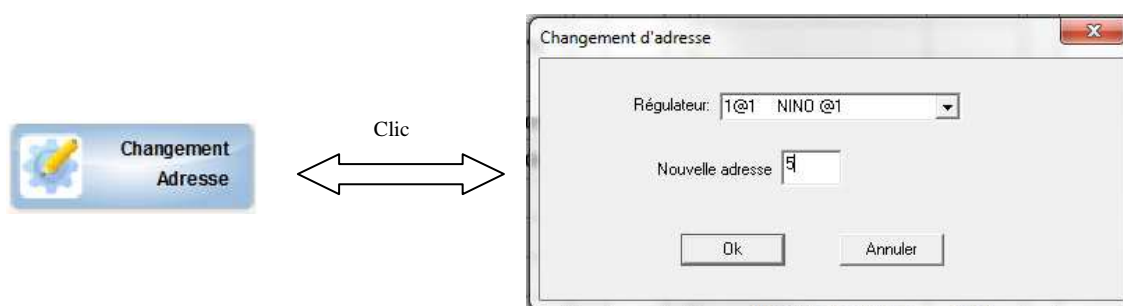 Changement
Adresse
Clic
Changement d'adresse
Régulateur: 1@1 NINO @1
Nouvelle adresse 5
Ok Annuler